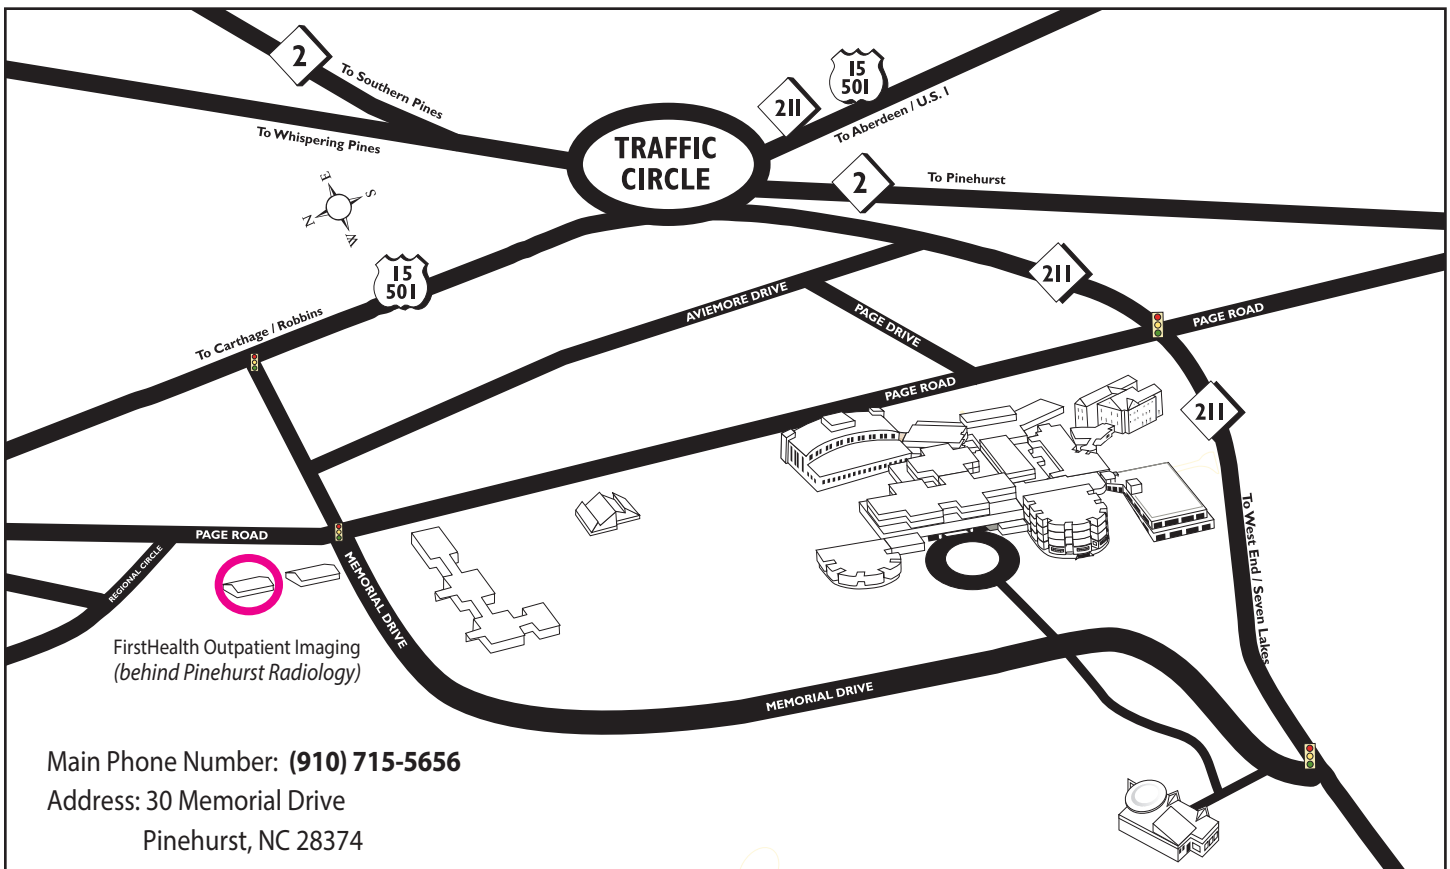 2
To Southern Pines
To Whispering Pines
TRAFFIC
CIRCLE
211
15
501
To Aberdeen / U.S. 1
2
To Pinehurst
E
S
N
W
15
501
To Carthage / Robbins
AVIEMORE DRIVE
PAGE DRIVE
211
PAGE ROAD
PAGE ROAD
211
To West End / Seven Lakes
PAGE ROAD
REGIONAL CIRCLE
MEMORIAL DRIVE
MEMORIAL DRIVE
FirstHealth Outpatient Imaging
(behind Pinehurst Radiology)
Main Phone Number: (910) 715-5656
Address: 30 Memorial Drive
Pinehurst, NC 28374